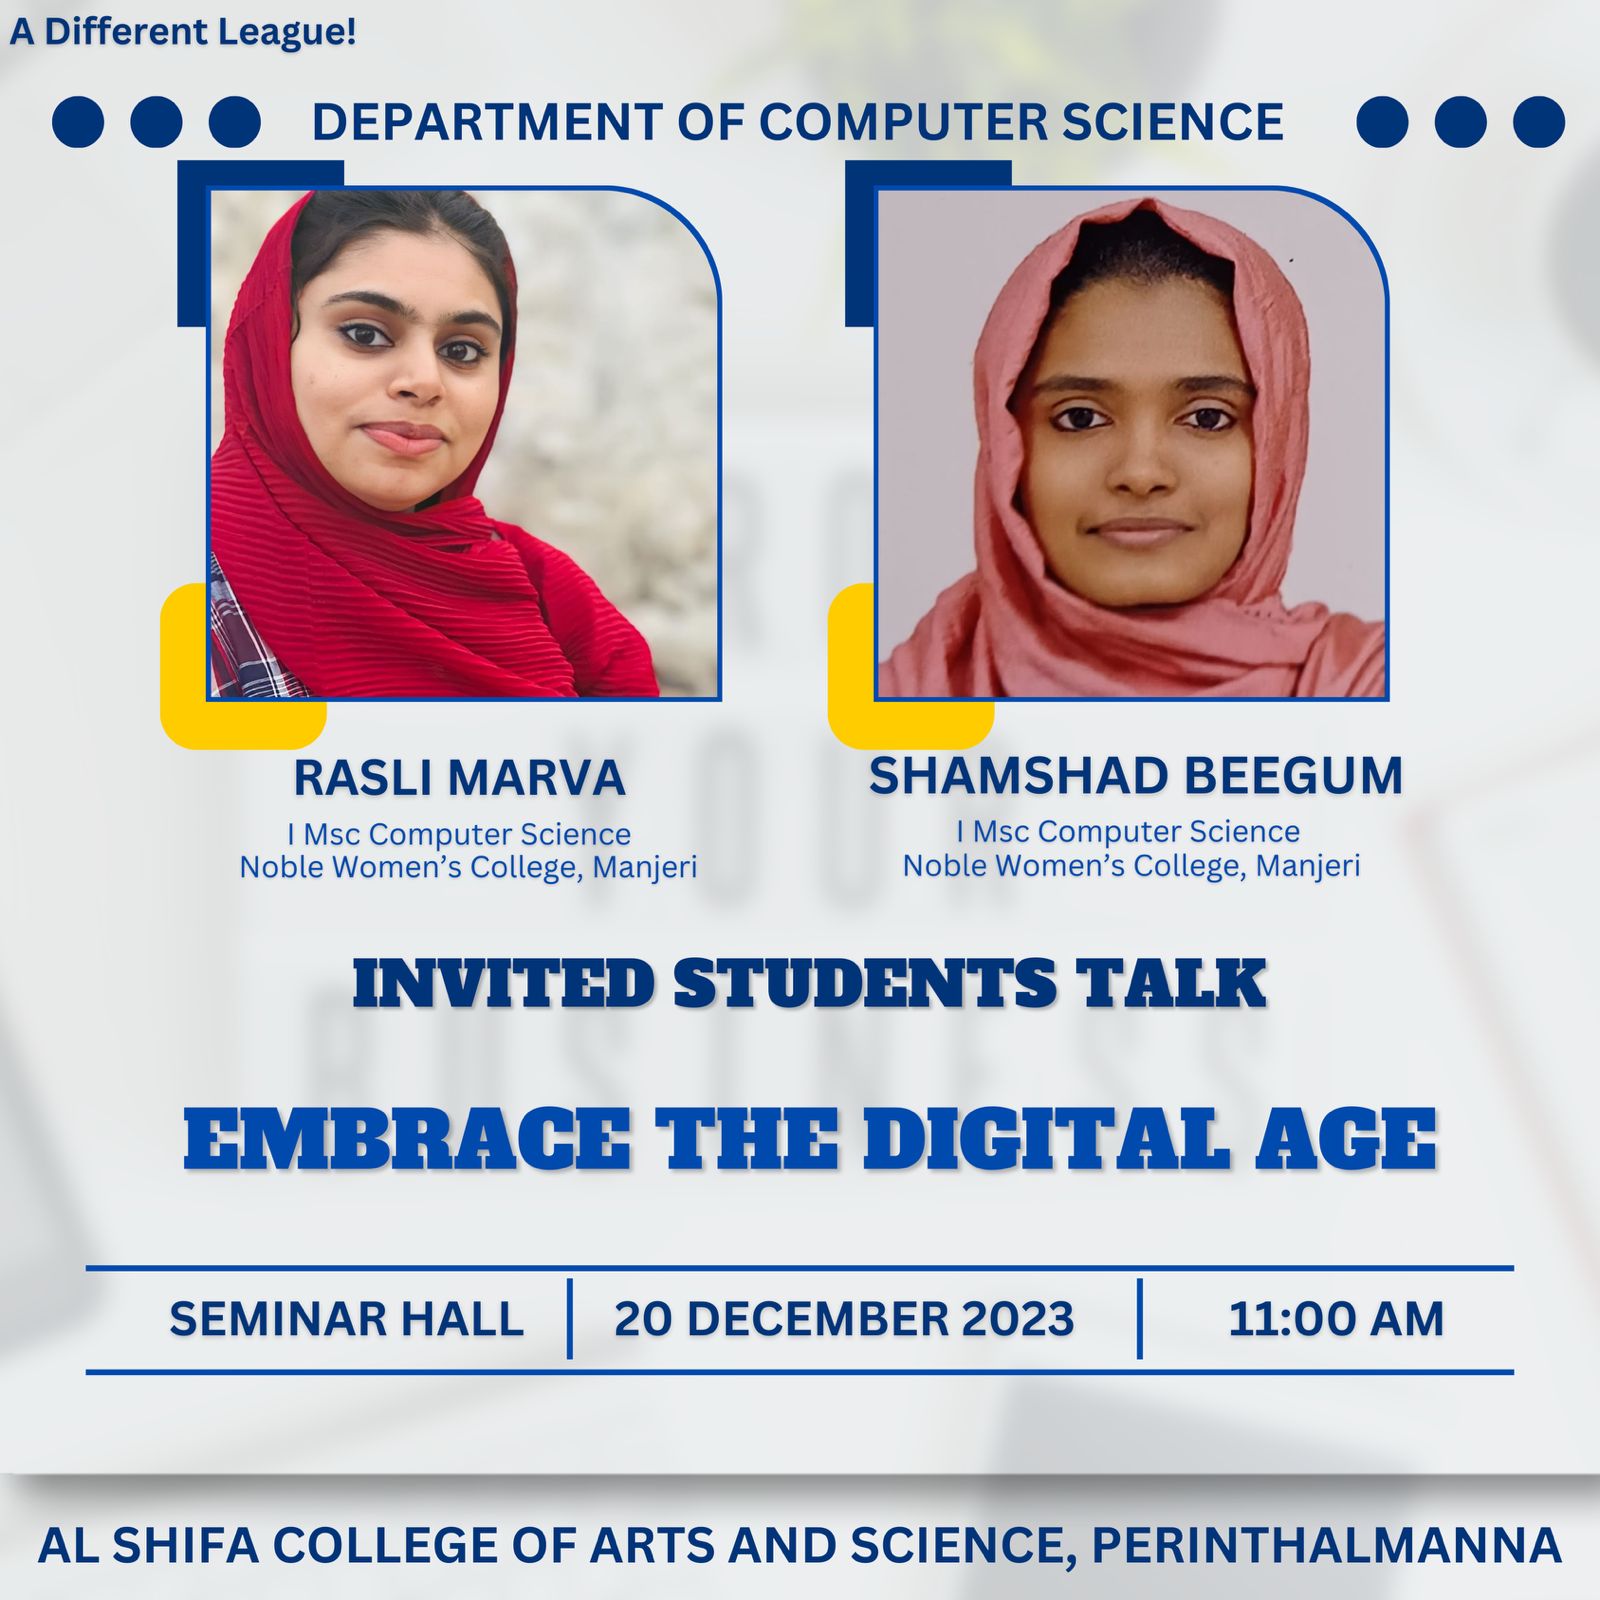 A Different League!
DEPARTMENT OF COMPUTER SCIENCE
RASLI MARVA
I Msc Computer Science
Noble Women's College, Manjeri
SHAMSHAD BEEGUM
I Msc Computer Science
Noble Women's College, Manjeri
INVITED STUDENTS TALK
EMBRACE THE DIGITAL AGE
SEMINAR HALL
20 DECEMBER 2023
11:00 AM
AL SHIFA COLLEGE OF ARTS AND SCIENCE, PERINTHALMANNA